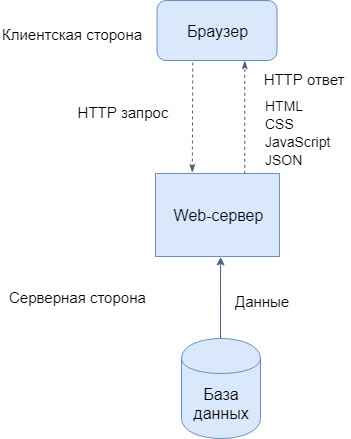 Браузер
Клиентская сторона
HTTP ответ
HTTP запрос
HTML
CSS
JavaScript
JSON
Web-сервер
Серверная сторона
Данные
База
данных